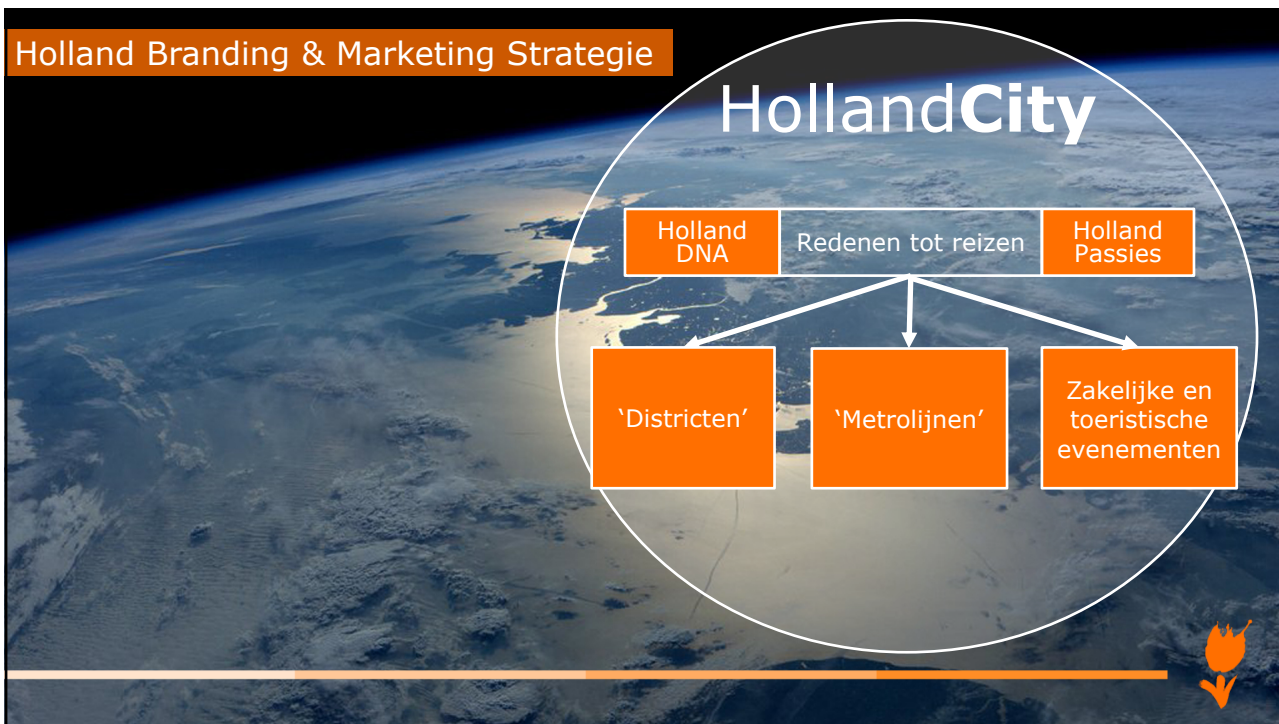 Holland Branding & Marketing Strategie
HollandCity
Holland
DNA
Redenen tot reizen
Holland
Passies
‘Districten’
‘Metrolijnen’
Zakelijke en
toeristische
evenementen